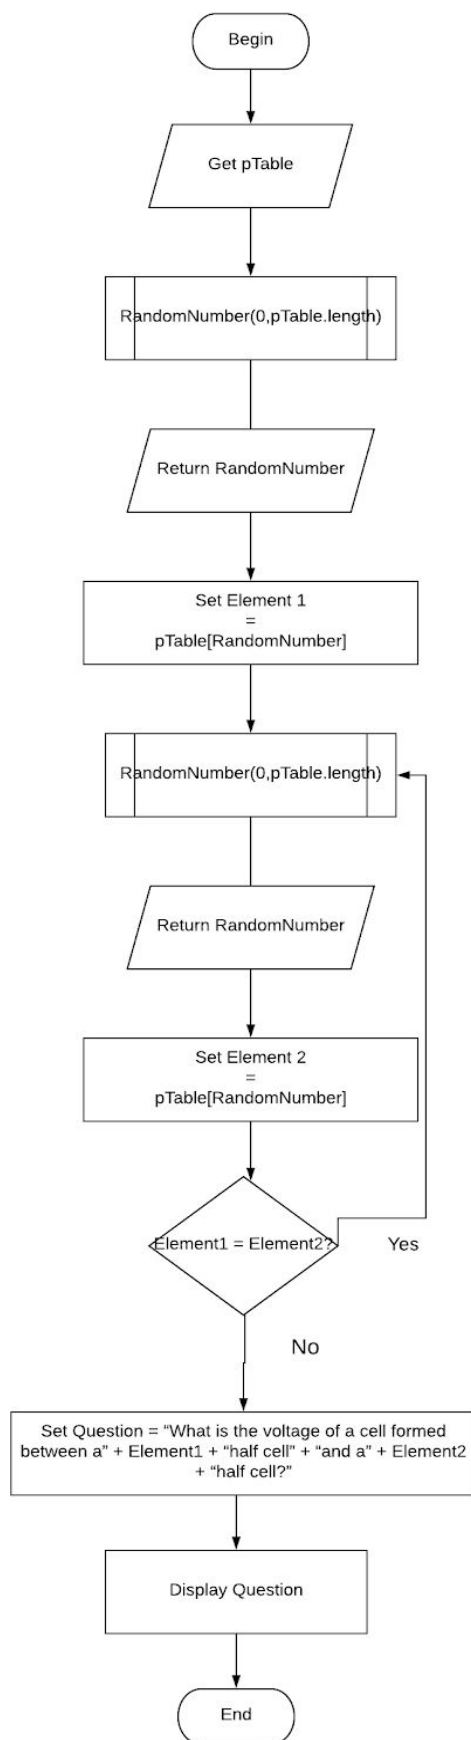 Begin
Get pTable
RandomNumber(0,pTable.length)
Return RandomNumber
Set Element 1
=
pTable[RandomNumber]
RandomNumber(0,pTable.length)
Return RandomNumber
Set Element 2
=
pTable[RandomNumber]
Element1 = Element2?
Yes
No
Set Question = “What is the voltage of a cell formed
between a” + Element1 + “half cell” + “and a” + Element2
+ “half cell?”
Display Question
End